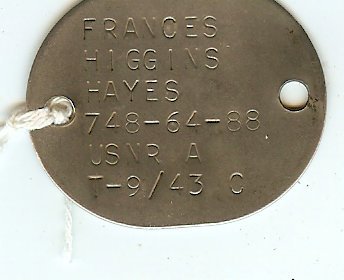 FRANCES
HIGGINS
HAYES
748-64-88
USNR A
T-9/43 C